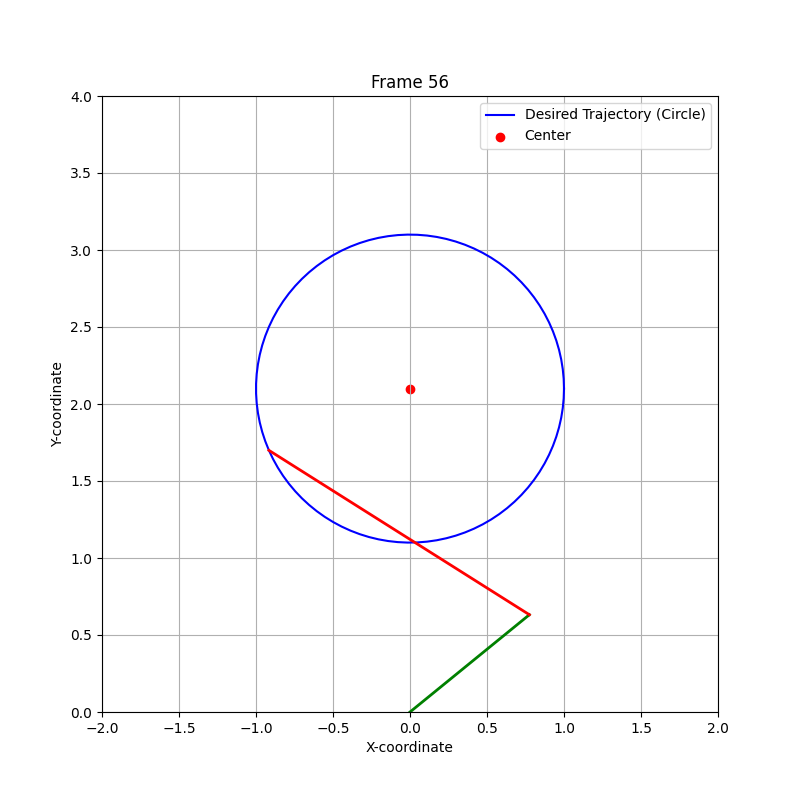 Frame 56
Desired Trajectory (Circle)
Center
4.0
3.5
3.0
2.5
2.0
1.5
1.0
0.5
0.0
Y-coordinate
−2.0 −1.5 −1.0 −0.5 0.0 0.5 1.0 1.5 2.0
X-coordinate